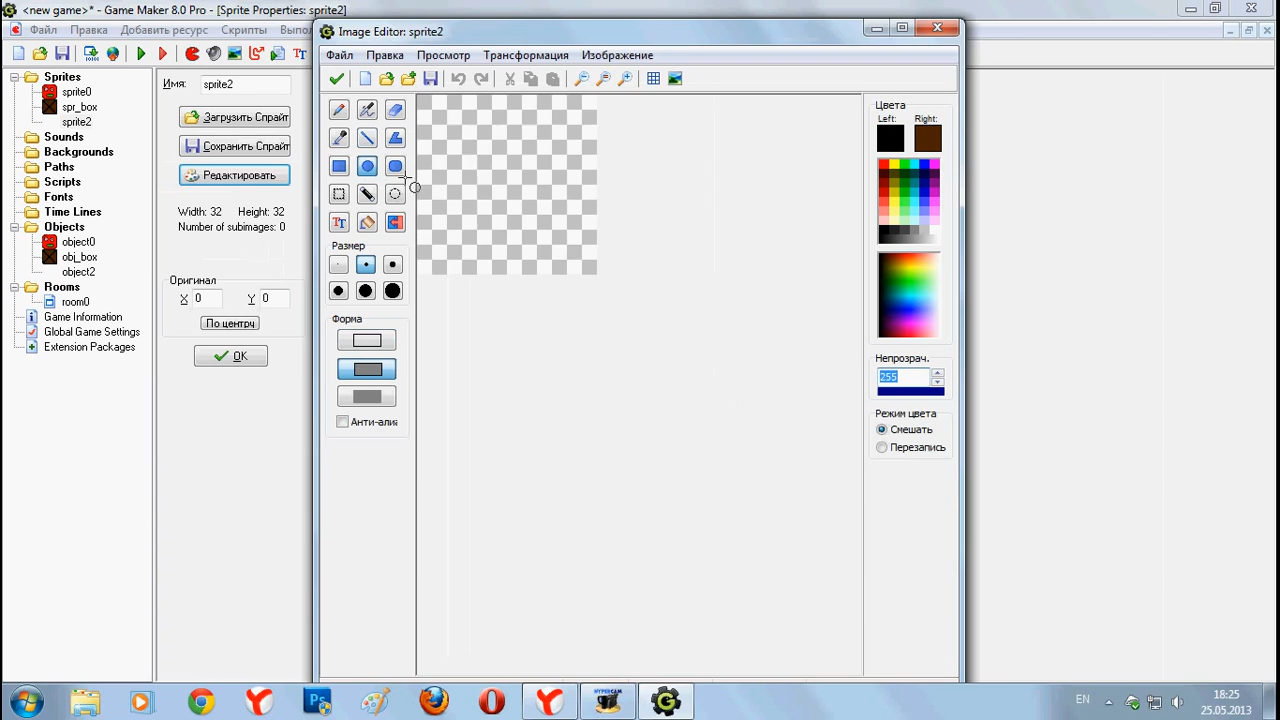 <new game>* - Game Maker 8.0 Pro - [Sprite Properties: sprite2]
Файл Правка Добавить ресурс Скрипты
Sprites
sprite0
spr_box
sprite2
Sounds
Backgrounds
Paths
Scripts
Fonts
Time Lines
Objects
object0
obj_box
object2
Rooms
room0
Game Information
Global Game Settings
Extension Packages
Имя: sprite2
Загрузить Спрайт
Сохранить Спрайт
Редактировать
Width: 32 Height: 32
Number of subimages: 0
Оригинал
X 0 Y 0
По центру
OK
Image Editor: sprite2
Файл Правка Просмотр Трансформация Изображение
Размер
Форма
Анти-алиа
Цвета
Left: Right:
Непрозрач.
255
Режим цвета
Смешать
Перезапись
HYPERCAM
EN
18:25
25.05.2013